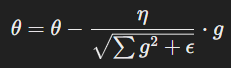 θ = θ − η / √(∑ g² + ϵ) · g